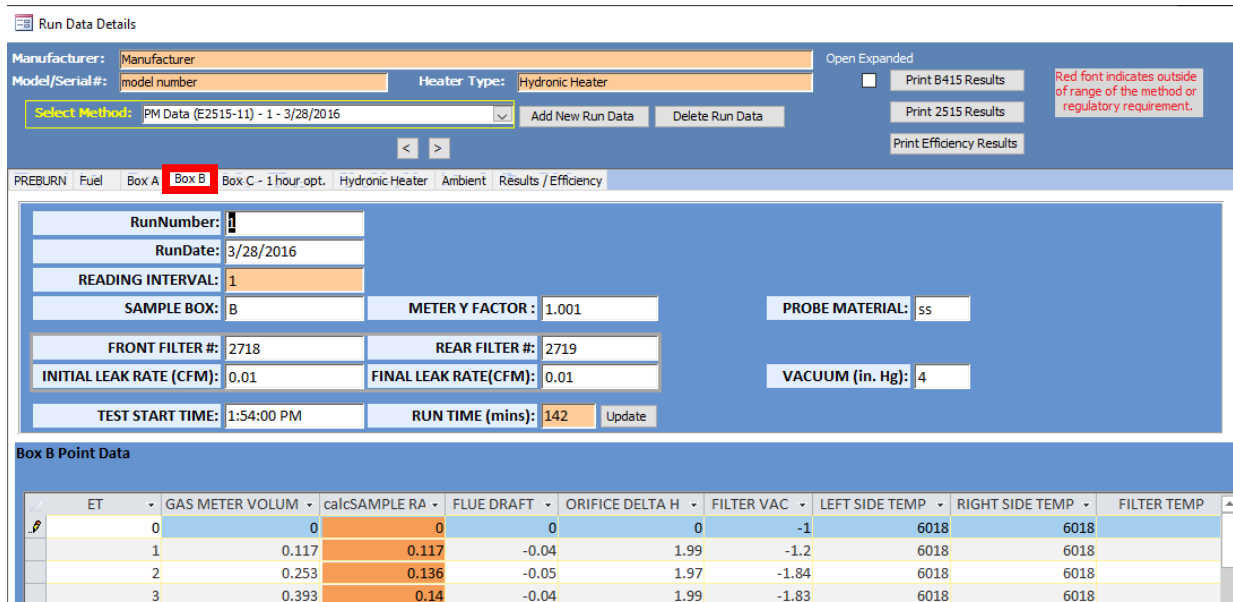 Run Data Details
Manufacturer: Manufacturer Open Expanded
Model/Serial#: model number Heater Type: Hydronic Heater Print B415 Results
Red font indicates outside
of range of the method or
regulatory requirement.
Select Method: PM Data (E2515-11) - 1 - 3/28/2016 Add New Run Data Delete Run Data Print 2515 Results
< > Print Efficiency Results
PREBURN Fuel Box A Box B Box C - 1 hour opt. Hydronic Heater Ambient Results / Efficiency
RunNumber: 1
RunDate: 3/28/2016
READING INTERVAL: 1
SAMPLE BOX: B METER Y FACTOR : 1.001 PROBE MATERIAL: ss
FRONT FILTER #: 2718 REAR FILTER #: 2719
INITIAL LEAK RATE (CFM): 0.01 FINAL LEAK RATE(CFM): 0.01 VACUUM (in. Hg): 4
TEST START TIME: 1:54:00 PM RUN TIME (mins): 142 Update
Box B Point Data
ET GAS METER VOLUM calcSAMPLE RA FLUE DRAFT ORIFICE DELTA H FILTER VAC LEFT SIDE TEMP RIGHT SIDE TEMP FILTER TEMP
0 0 0 0 0 -1 6018 6018
1 0.117 0.117 -0.04 1.99 -1.2 6018 6018
2 0.253 0.136 -0.05 1.97 -1.84 6018 6018
3 0.393 0.14 -0.04 1.99 -1.83 6018 6018